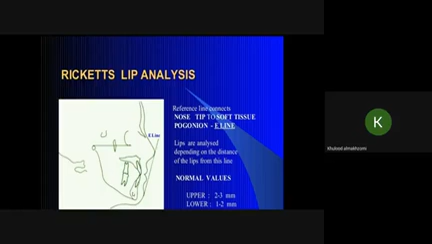 RICKETTS LIP ANALYSIS
Reference line connects
NOSE TIP TO SOFT TISSUE
POGONION - E LINE
E Line
Lips are analysed
depending on the distance
of the lips from this line
NORMAL VALUES
UPPER : 2-3 mm
LOWER : 1-2 mm
K